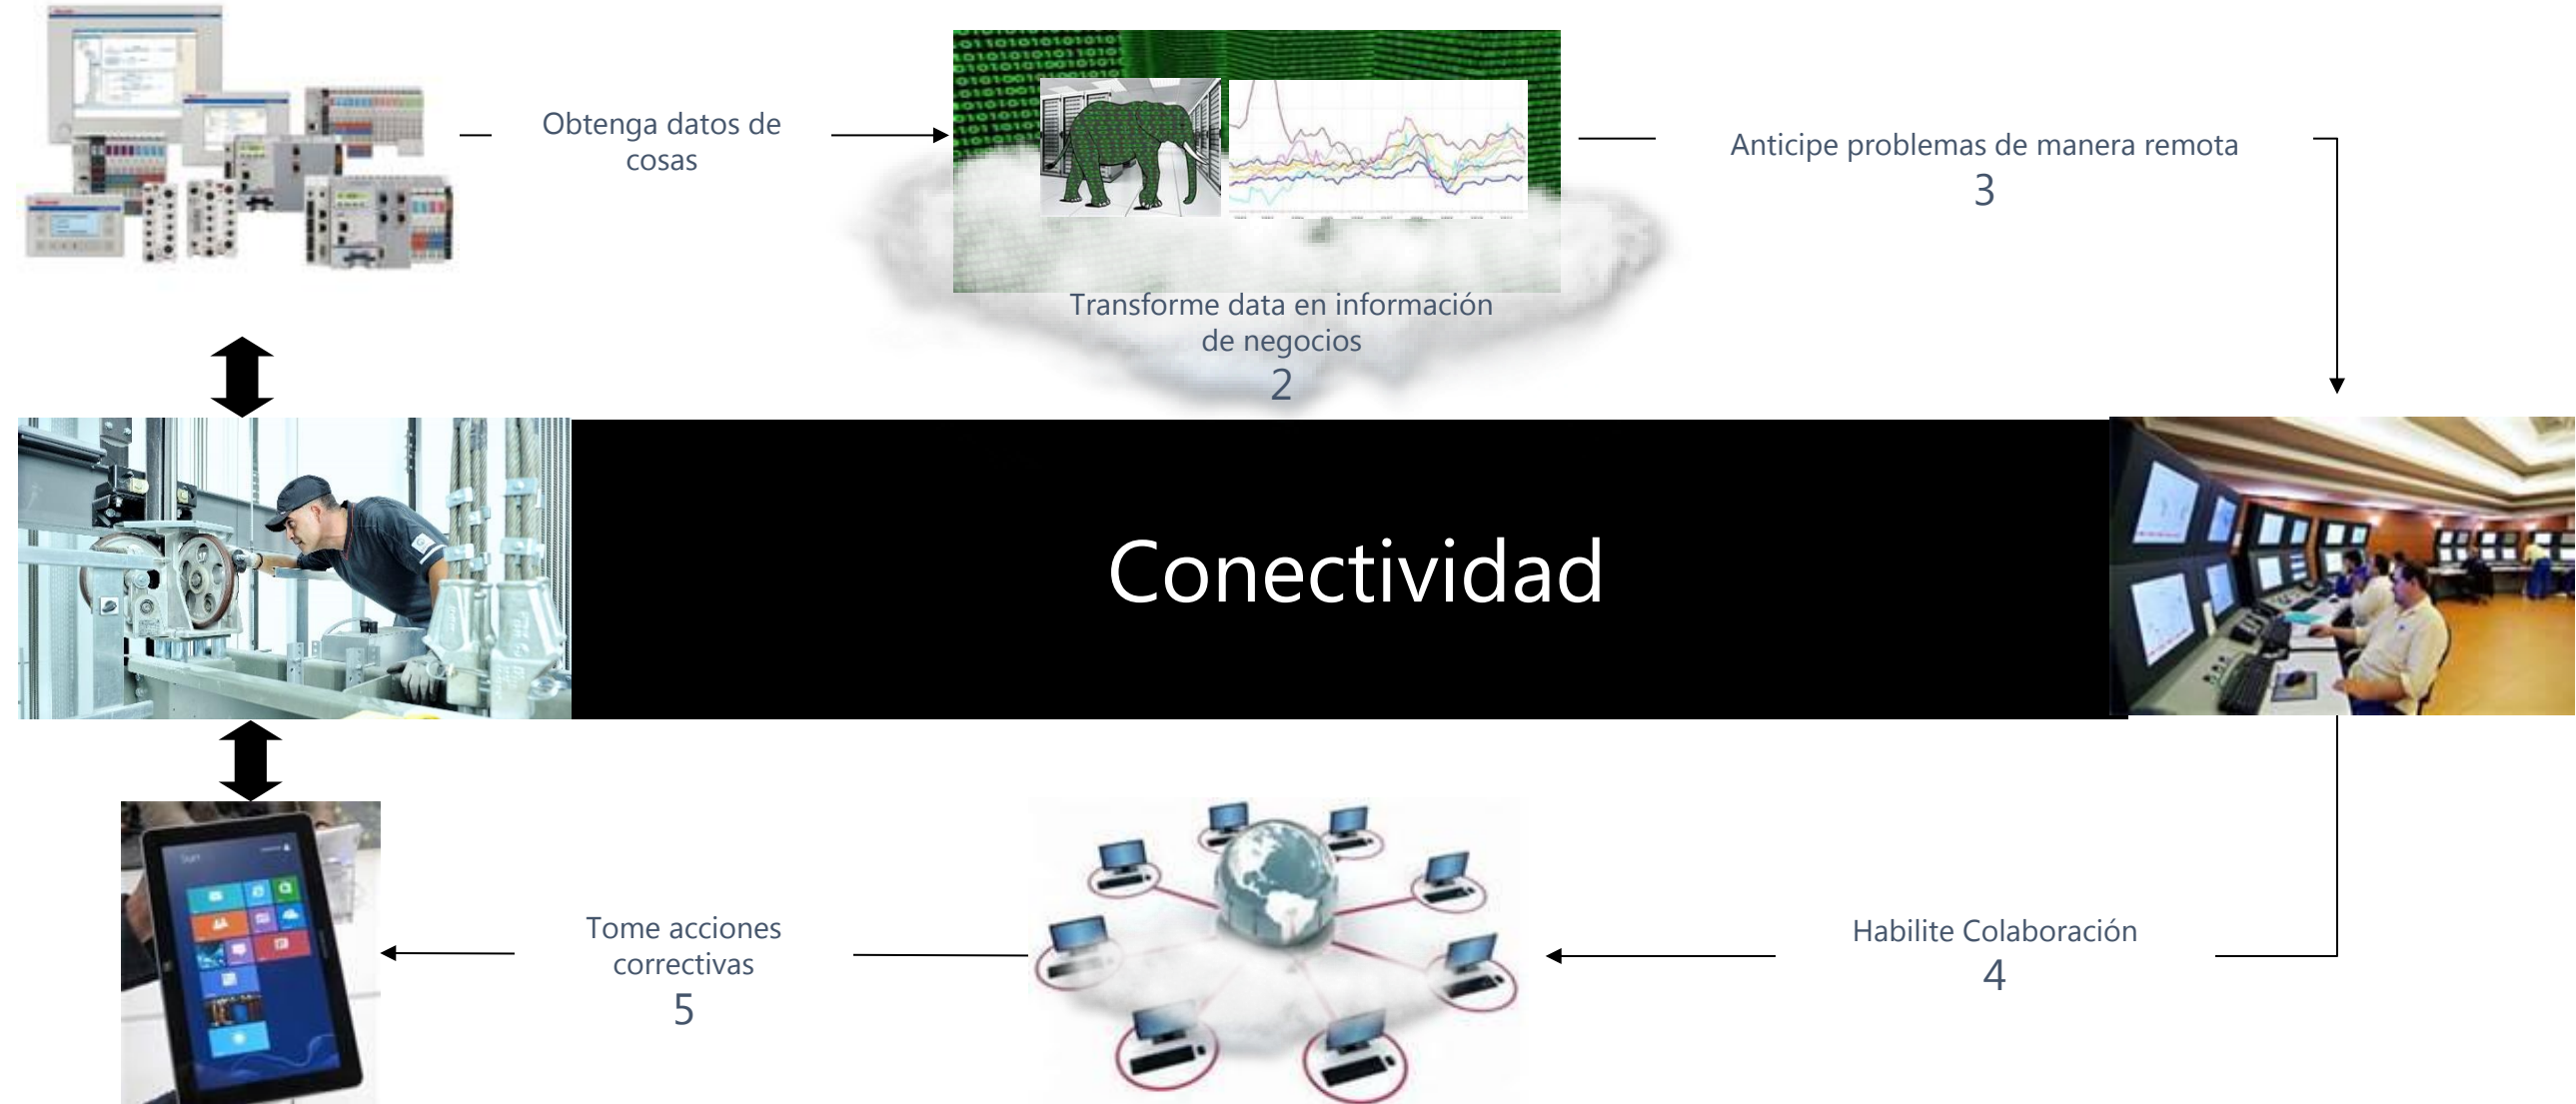 Obtenga datos de
cosas
Transforme data en información
de negocios
2
Anticipe problemas de manera remota
3
Conectividad
Habilite Colaboración
4
Tome acciones
correctivas
5